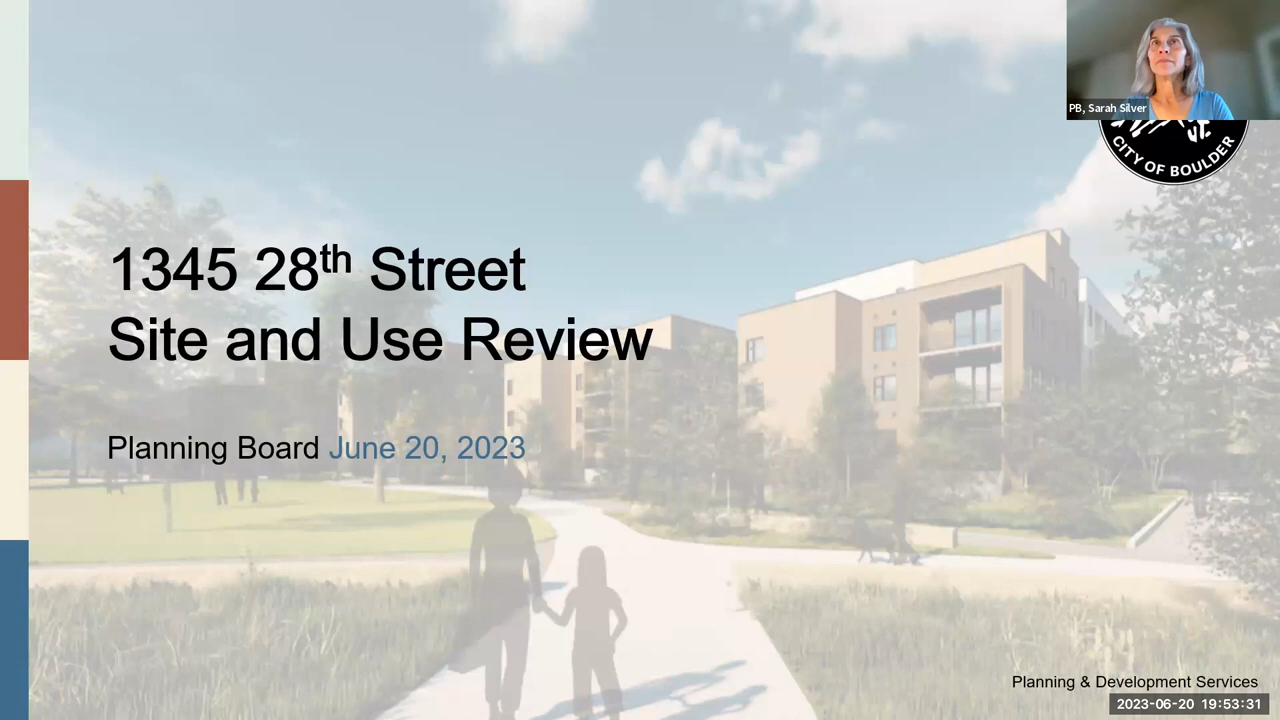 PB, Sarah Silver
CITY OF BOULDER
1345 28th Street
Site and Use Review
Planning Board June 20, 2023
Planning & Development Services
2023-06-20 19:53:31